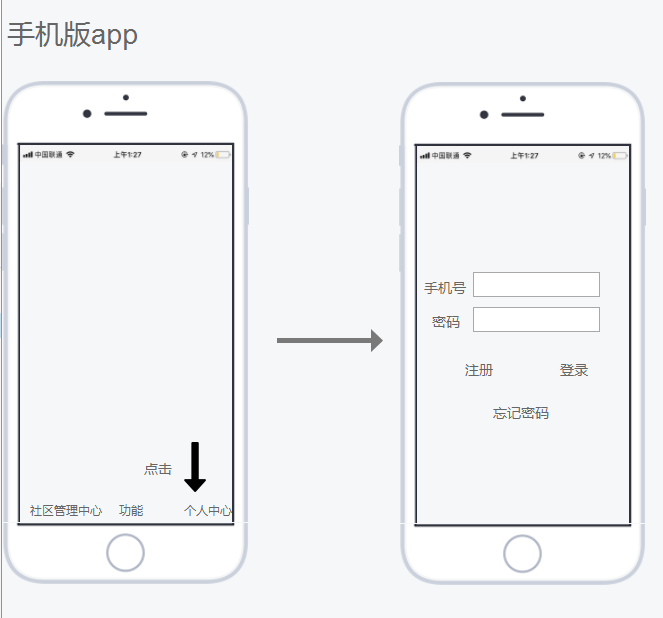 手机版app
中国联通 上午1:27 12%
点击
社区管理中心 功能 个人中心
中国联通 上午1:27 12%
手机号
密码
注册 登录
忘记密码